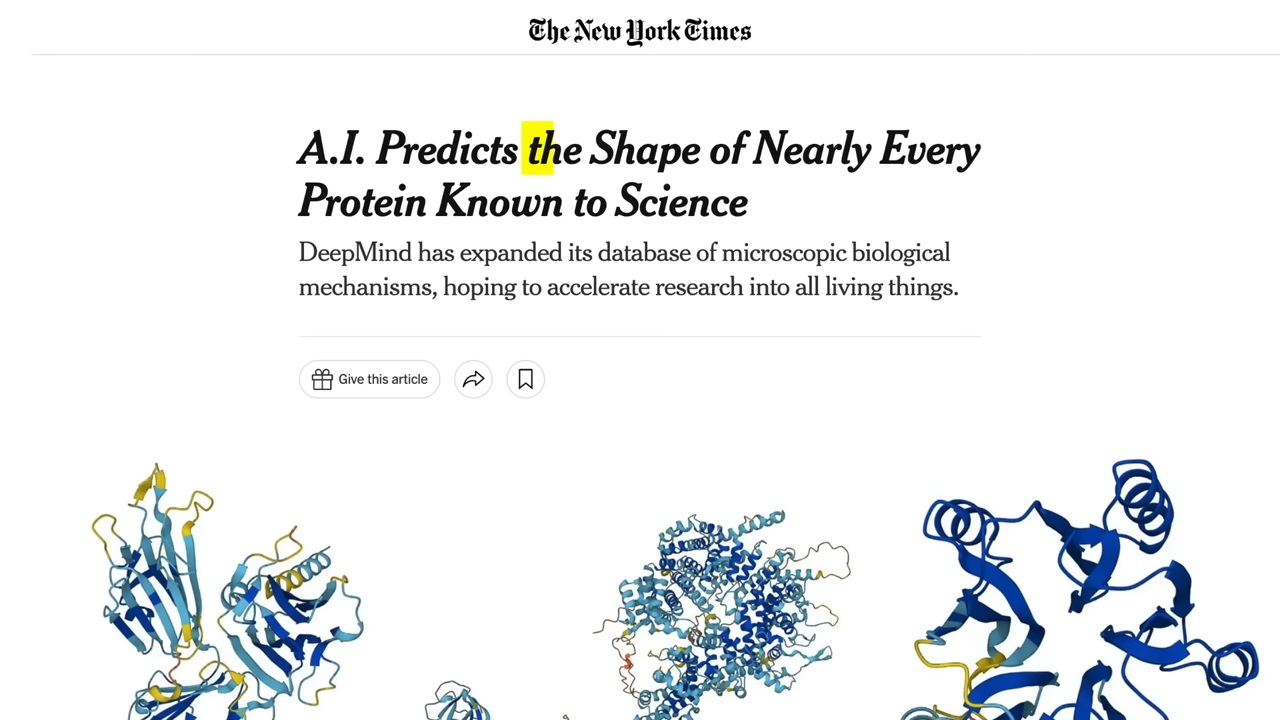 The New York Times
A.I. Predicts the Shape of Nearly Every
Protein Known to Science
DeepMind has expanded its database of microscopic biological
mechanisms, hoping to accelerate research into all living things.
Give this article